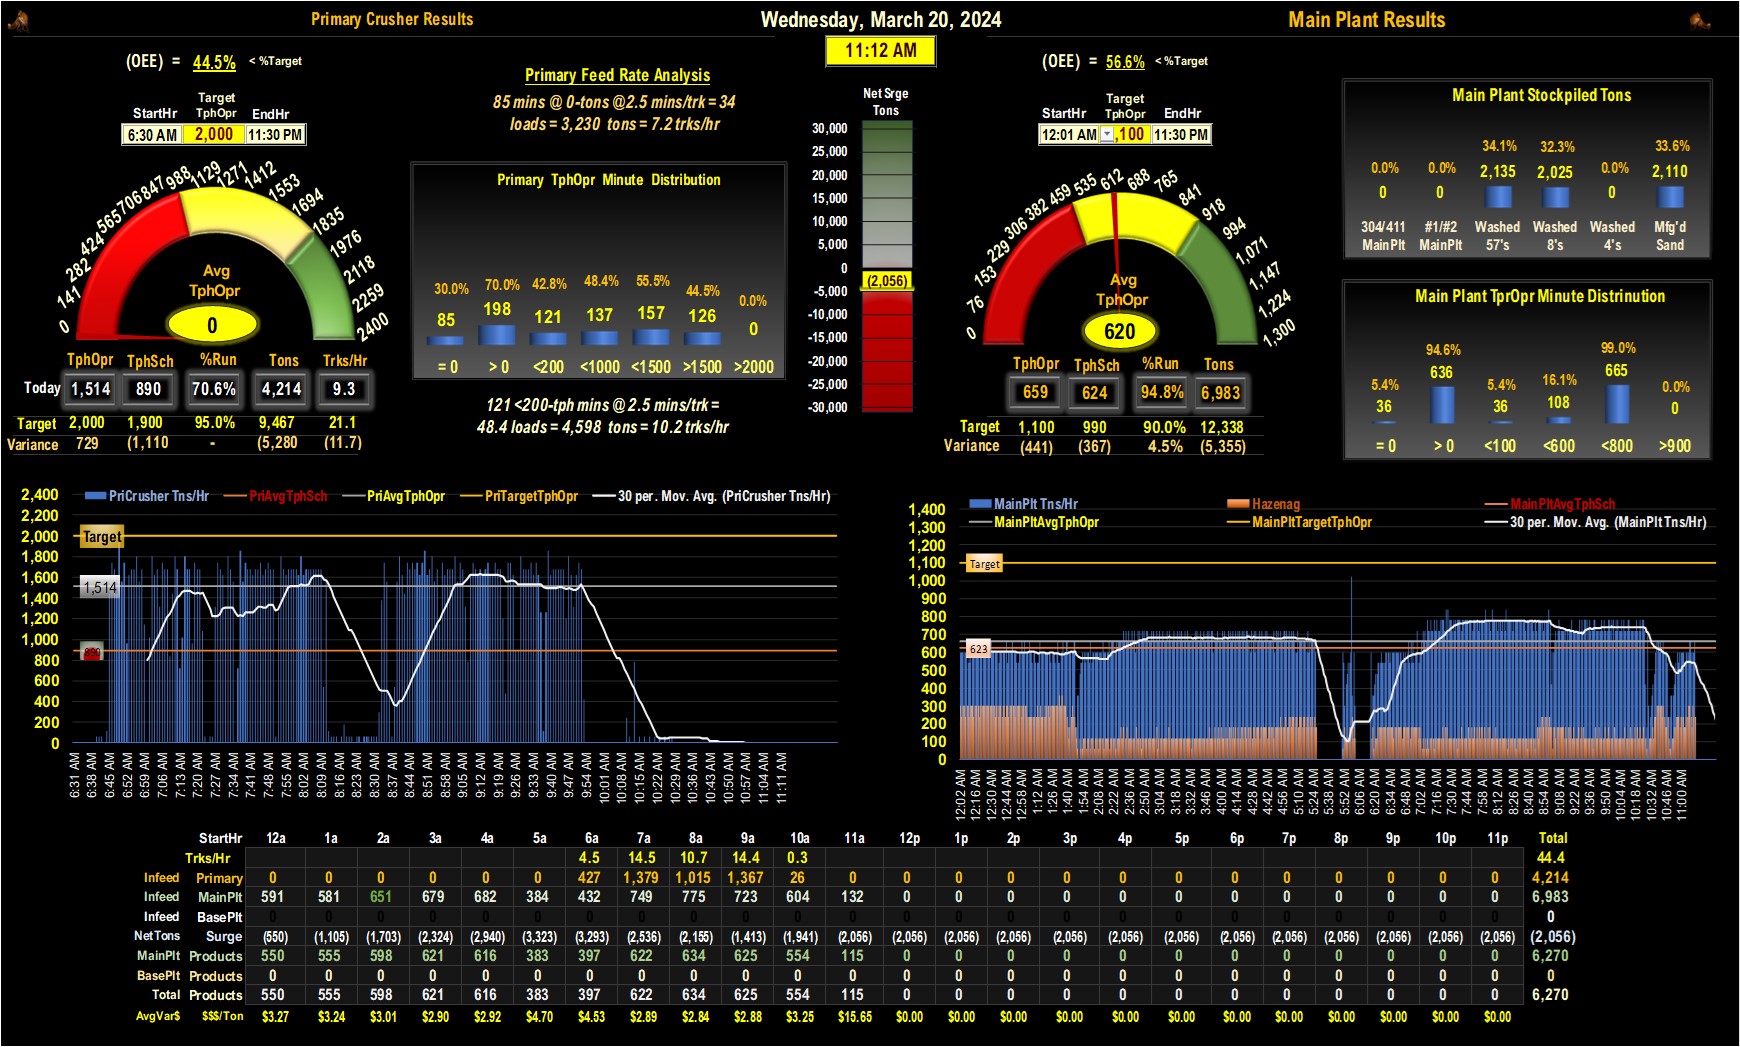 Primary Crusher Results
Wednesday, March 20, 2024
Main Plant Results
11:12 AM
(OEE) = 44.5% < %Target
StartHr Target TphOpr EndHr
6:30 AM 2,000 11:30 PM
0 141 282 424 565 706 847 988 1129 1271 1412 1553 1694 1835 1976 2118 2259 2400
Avg
TphOpr
0
TphOpr TphSch %Run Tons Trks/Hr
Today 1,514 890 70.6% 4,214 9.3
Target 2,000 1,900 95.0% 9,467 21.1
Variance 729 (1,110 - (5,280) (11.7)
Primary Feed Rate Analysis
85 mins @ 0-tons @2.5 mins/trk = 34
loads = 3,230 tons = 7.2 trks/hr
Primary TphOpr Minute Distribution
30.0% 70.0% 42.8% 48.4% 55.5% 44.5% 0.0%
85 198 121 137 157 126 0
= 0 > 0 <200 <1000 <1500 >1500 >2000
121 <200-tph mins @ 2.5 mins/trk =
48.4 loads = 4,598 tons = 10.2 trks/hr
Net Srge
Tons
30,000
25,000
20,000
15,000
10,000
5,000
0
(2,056)
-5,000
-10,000
-15,000
-20,000
-25,000
-30,000
(OEE) = 56.6% < %Target
StartHr Target TphOpr EndHr
12:01 AM ,100 11:30 PM
0 76 153 229 306 382 459 535 612 688 765 841 918 994 1,071 1,147 1,224 1,300
Avg
TphOpr
620
TphOpr TphSch %Run Tons
659 624 94.8% 6,983
Target 1,100 990 90.0% 12,338
Variance (441) (367) 4.5% (5,355)
Main Plant Stockpiled Tons
0.0% 0.0% 34.1% 32.3% 0.0% 33.6%
0 0 2,135 2,025 0 2,110
304/411 #1/#2 Washed Washed Washed Mfg'd
MainPlt MainPlt 57's 8's 4's Sand
Main Plant TprOpr Minute Distrinution
5.4% 94.6% 5.4% 16.1% 99.0% 0.0%
36 636 36 108 665 0
= 0 > 0 <100 <600 <800 >900
PriCrusher Tns/Hr PriAvgTphSch PriAvgTphOpr PriTargetTphOpr 30 per. Mov. Avg. (PriCrusher Tns/Hr)
2,400
2,200
2,000 Target
1,800
1,600
1,514
1,400
1,200
1,000
890
800
600
400
200
0
6:31 AM 6:38 AM 6:45 AM 6:52 AM 6:59 AM 7:06 AM 7:13 AM 7:20 AM 7:27 AM 7:34 AM 7:41 AM 7:48 AM 7:55 AM 8:02 AM 8:09 AM 8:16 AM 8:23 AM 8:30 AM 8:37 AM 8:44 AM 8:51 AM 8:58 AM 9:05 AM 9:12 AM 9:19 AM 9:26 AM 9:33 AM 9:40 AM 9:47 AM 9:54 AM 10:01 AM 10:08 AM 10:15 AM 10:22 AM 10:29 AM 10:36 AM 10:43 AM 10:50 AM 10:57 AM 11:04 AM 11:11 AM
MainPlt Tns/Hr Hazenag MainPltAvgTphSch
MainPltAvgTphOpr MainPltTargetTphOpr 30 per. Mov. Avg. (MainPlt Tns/Hr)
1,400
1,300
1,200
1,100 Target
1,000
900
800
700
623
600
500
400
300
200
100
0
12:02 AM 12:16 AM 12:30 AM 12:44 AM 12:58 AM 1:12 AM 1:26 AM 1:40 AM 1:54 AM 2:08 AM 2:22 AM 2:36 AM 2:50 AM 3:04 AM 3:18 AM 3:32 AM 3:46 AM 4:00 AM 4:14 AM 4:28 AM 4:42 AM 4:56 AM 5:10 AM 5:24 AM 5:38 AM 5:52 AM 6:06 AM 6:20 AM 6:34 AM 6:48 AM 7:02 AM 7:16 AM 7:30 AM 7:44 AM 7:58 AM 8:12 AM 8:26 AM 8:40 AM 8:54 AM 9:08 AM 9:22 AM 9:36 AM 9:50 AM 10:04 AM 10:18 AM 10:32 AM 10:46 AM 11:00 AM
StartHr 12a 1a 2a 3a 4a 5a 6a 7a 8a 9a 10a 11a 12p 1p 2p 3p 4p 5p 6p 7p 8p 9p 10p 11p Total
Trks/Hr 4.5 14.5 10.7 14.4 0.3 44.4
Infeed Primary 0 0 0 0 0 0 427 1,379 1,015 1,367 26 0 0 0 0 0 0 0 0 0 0 0 0 0 4,214
Infeed MainPlt 591 581 651 679 682 384 432 749 775 723 604 132 0 0 0 0 0 0 0 0 0 0 0 0 6,983
Infeed BasePlt 0 0 0 0 0 0 0 0 0 0 0 0 0 0 0 0 0 0 0 0 0 0 0 0 0
NetTons Surge (550) (1,105) (1,703) (2,324) (2,940) (3,323) (3,293) (2,536) (2,155) (1,413) (1,941) (2,056) (2,056) (2,056) (2,056) (2,056) (2,056) (2,056) (2,056) (2,056) (2,056) (2,056) (2,056) (2,056) (2,056)
MainPlt Products 550 555 598 621 616 383 397 622 634 625 554 115 0 0 0 0 0 0 0 0 0 0 0 0 6,270
BasePlt Products 0 0 0 0 0 0 0 0 0 0 0 0 0 0 0 0 0 0 0 0 0 0 0 0 0
Total Products 550 555 598 621 616 383 397 622 634 625 554 115 0 0 0 0 0 0 0 0 0 0 0 0 6,270
AvgVar$ $$$/Ton $3.27 $3.24 $3.01 $2.90 $2.92 $4.70 $4.53 $2.89 $2.84 $2.88 $3.25 $15.65 $0.00 $0.00 $0.00 $0.00 $0.00 $0.00 $0.00 $0.00 $0.00 $0.00 $0.00 $0.00